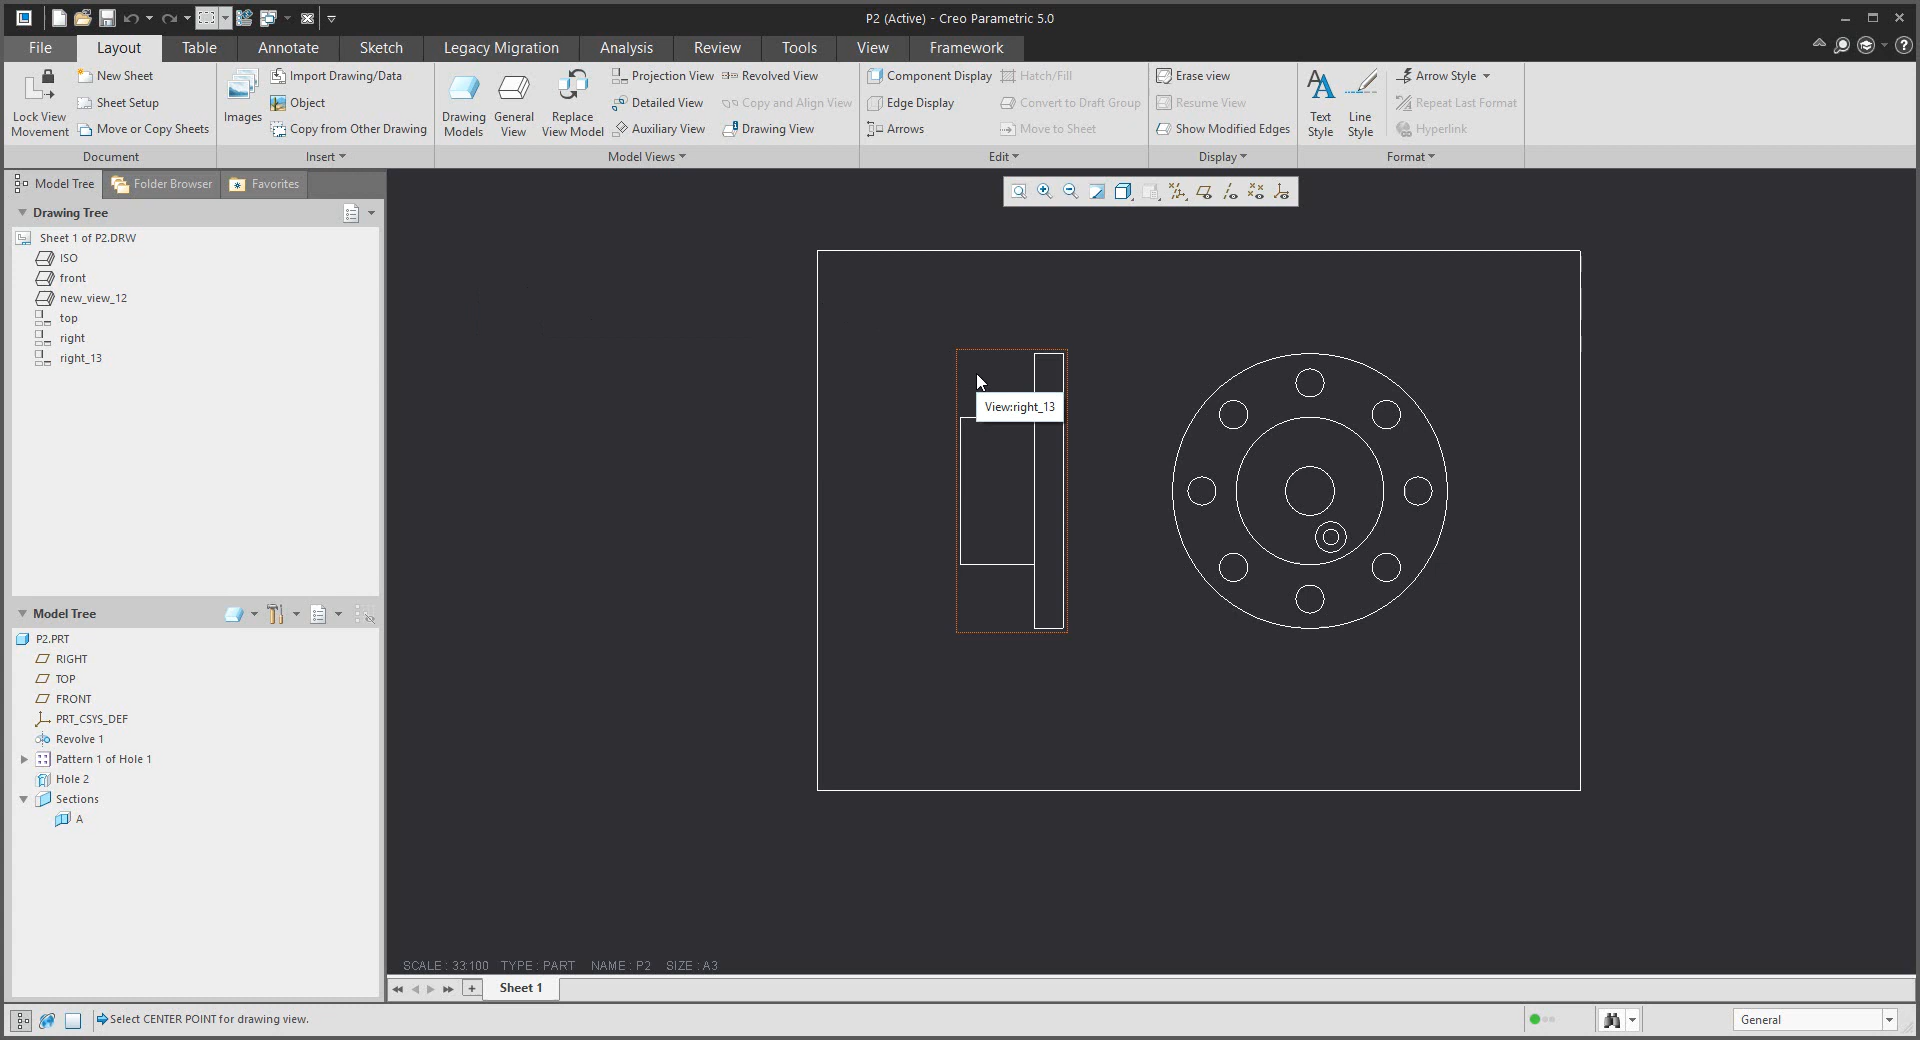 P2 (Active) - Creo Parametric 5.0
File
Layout
Table
Annotate
Sketch
Legacy Migration
Analysis
Review
Tools
View
Framework
Lock View Movement
New Sheet
Sheet Setup
Move or Copy Sheets
Document
Images
Import Drawing/Data
Object
Copy from Other Drawing
Insert
Drawing Models
General View
Replace View Model
Projection View
Detailed View
Auxiliary View
Revolved View
Copy and Align View
Drawing View
Model Views
Component Display
Edge Display
Arrows
Hatch/Fill
Convert to Draft Group
Move to Sheet
Edit
Erase view
Resume View
Show Modified Edges
Display
Text Style
Line Style
Arrow Style
Repeat Last Format
Hyperlink
Format
Model Tree
Folder Browser
Favorites
Drawing Tree
Sheet 1 of P2.DRW
ISO
front
new_view_12
top
right
right_13
Model Tree
P2.PRT
RIGHT
TOP
FRONT
PRT_CSYS_DEF
Revolve 1
Pattern 1 of Hole 1
Hole 2
Sections
A
View:right_13
SCALE : 33:100 TYPE : PART NAME : P2 SIZE : A3
Sheet 1
Select CENTER POINT for drawing view.
General